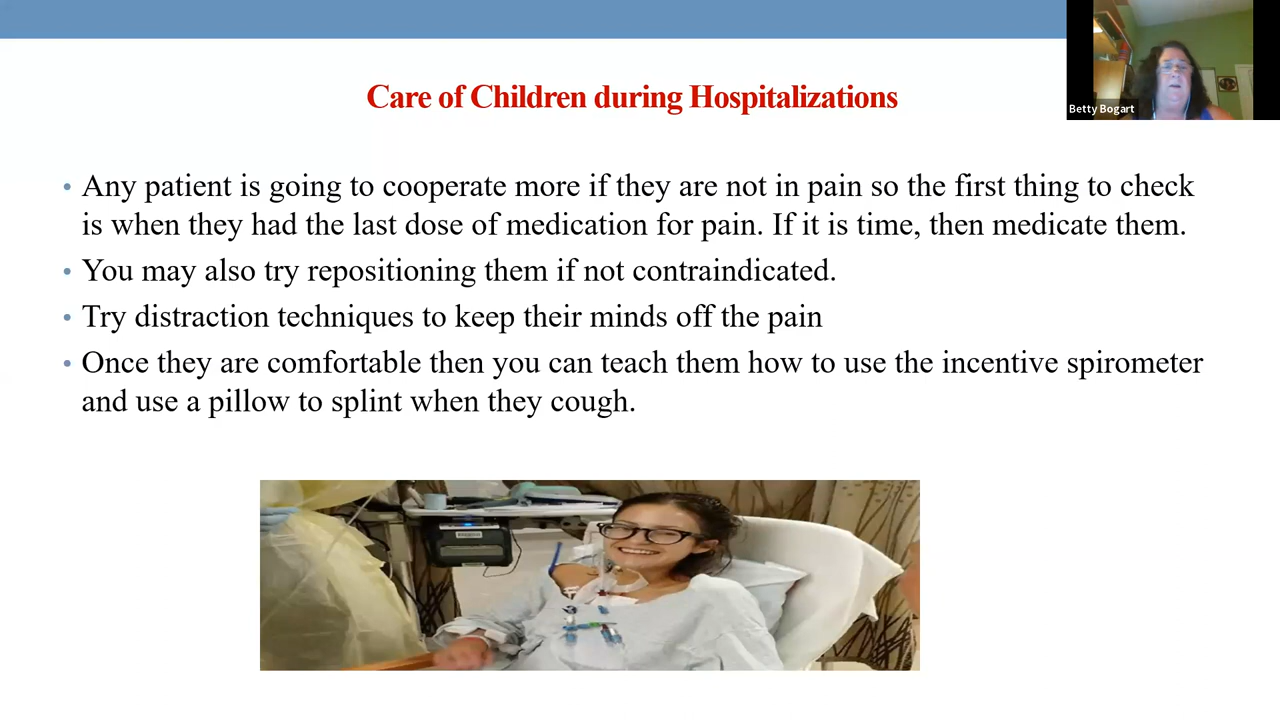 Care of Children during Hospitalizations
Betty Bogart
• Any patient is going to cooperate more if they are not in pain so the first thing to check
is when they had the last dose of medication for pain. If it is time, then medicate them.
• You may also try repositioning them if not contraindicated.
• Try distraction techniques to keep their minds off the pain
• Once they are comfortable then you can teach them how to use the incentive spirometer
and use a pillow to splint when they cough.